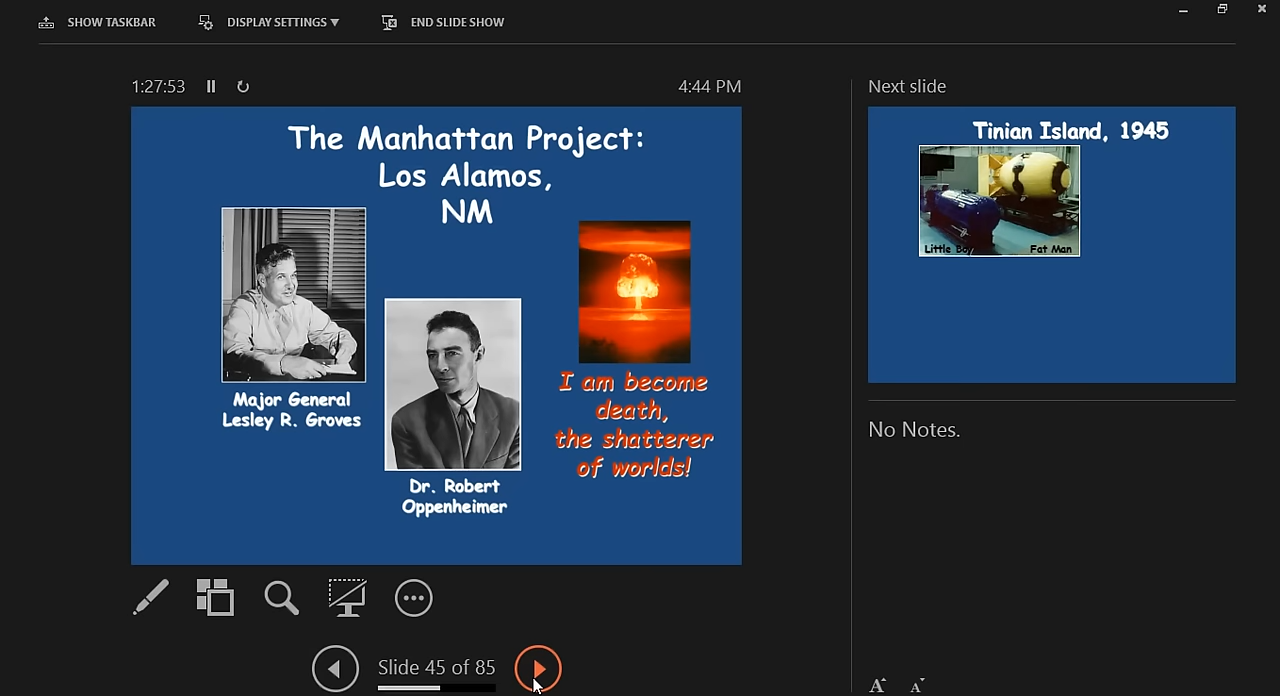 SHOW TASKBAR
DISPLAY SETTINGS ▼
END SLIDE SHOW
1:27:53
4:44 PM
The Manhattan Project:
Los Alamos,
NM
Major General
Lesley R. Groves
Dr. Robert
Oppenheimer
I am become
death,
the shatterer
of worlds!
Slide 45 of 85
Next slide
Tinian Island, 1945
Little Boy
Fat Man
No Notes.
A A